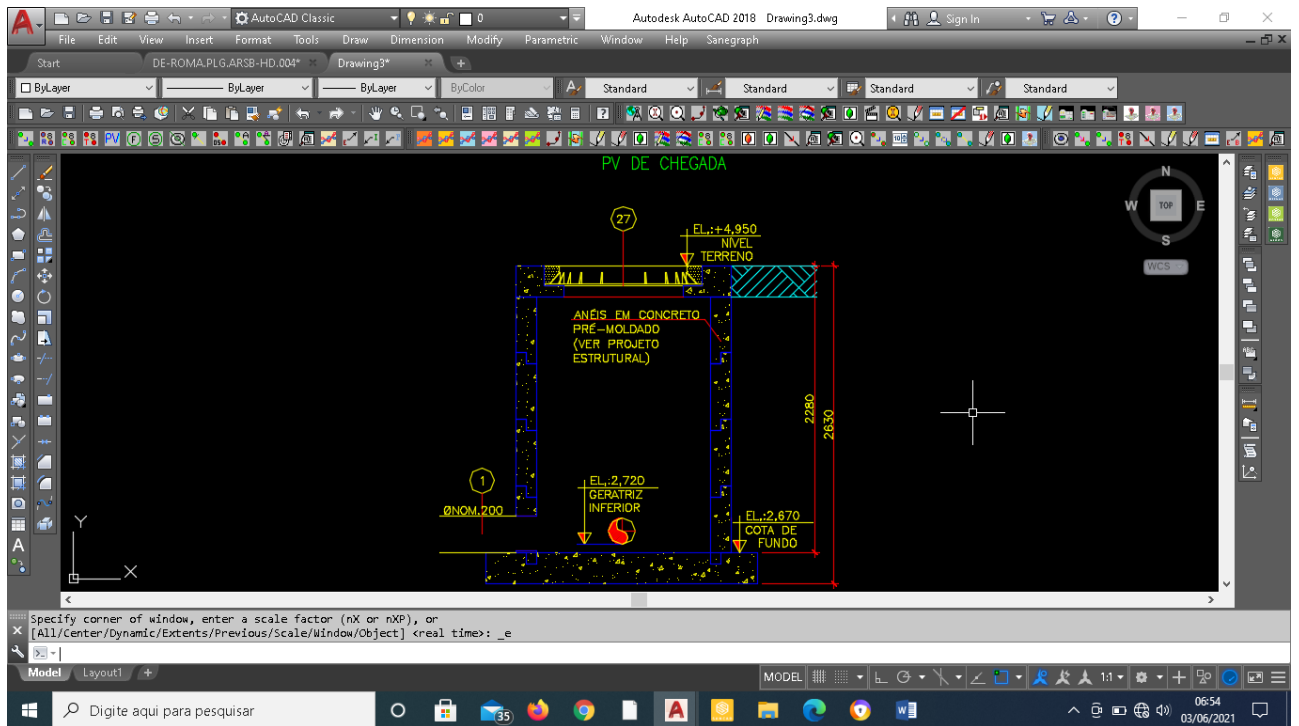 AutoCAD Classic
0
Autodesk AutoCAD 2018 Drawing3.dwg
Sign In
File Edit View Insert Format Tools Draw Dimension Modify Parametric Window Help Sanegraph
Start DE-ROMA.PLG.ARSB-HD.004* Drawing3*
ByLayer ByLayer ByLayer ByColor Standard Standard Standard Standard
PV DE CHEGADA
N
W TOP E
S
WCS
27
EL.:+4,950
NÍVEL
TERRENO
ANÉIS EM CONCRETO
PRÉ-MOLDADO
(VER PROJETO
ESTRUTURAL)
2280
2630
1
ØNOM.200
EL.:2,720
GERATRIZ
INFERIOR
EL.:2,670
COTA DE
FUNDO
Y
X
Specify corner of window, enter a scale factor (nX or nXP), or
[All/Center/Dynamic/Extents/Previous/Scale/Window/Object] <real time>: _e
Model Layout1 +
MODEL 1:1
Digite aqui para pesquisar
35
06:54
03/06/2021